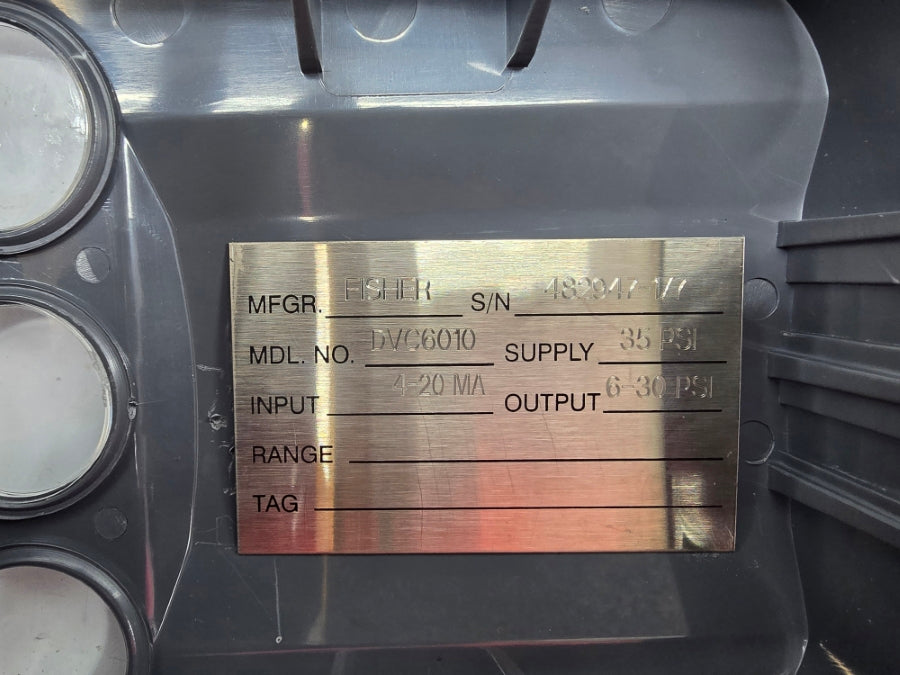 MFGR. FISHER S/N 482947 1/7
MDL. NO. DVC6010 SUPPLY 35 PSI
INPUT 4-20 MA OUTPUT 6-30 PSI
RANGE
TAG